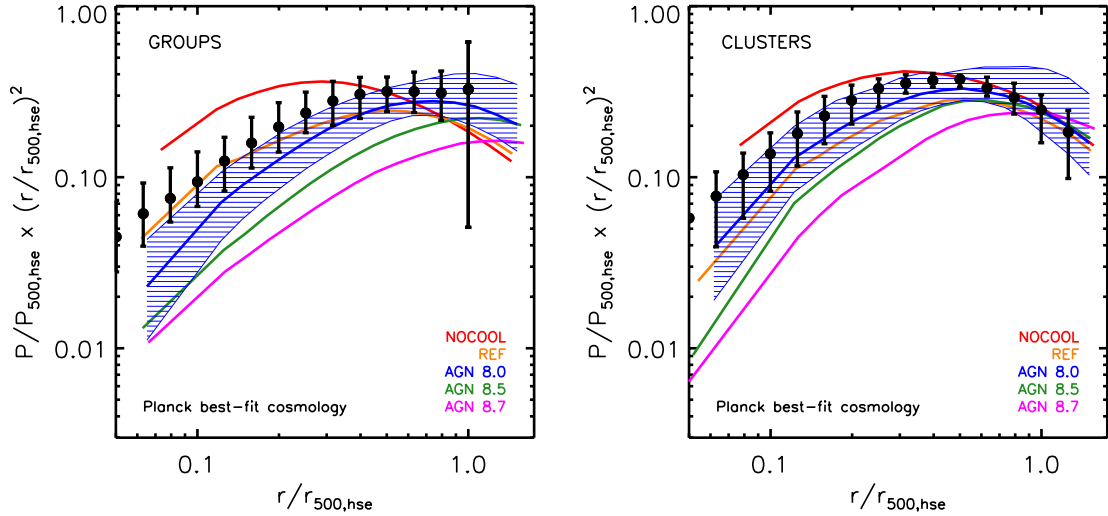 GROUPS
1.00
0.10
0.01
P/P500,hse x (r/r500,hse)2
NOCOOL
REF
AGN 8.0
AGN 8.5
AGN 8.7
Planck best-fit cosmology
0.1
1.0
r/r500,hse
CLUSTERS
1.00
0.10
0.01
P/P500,hse x (r/r500,hse)2
NOCOOL
REF
AGN 8.0
AGN 8.5
AGN 8.7
Planck best-fit cosmology
0.1
1.0
r/r500,hse